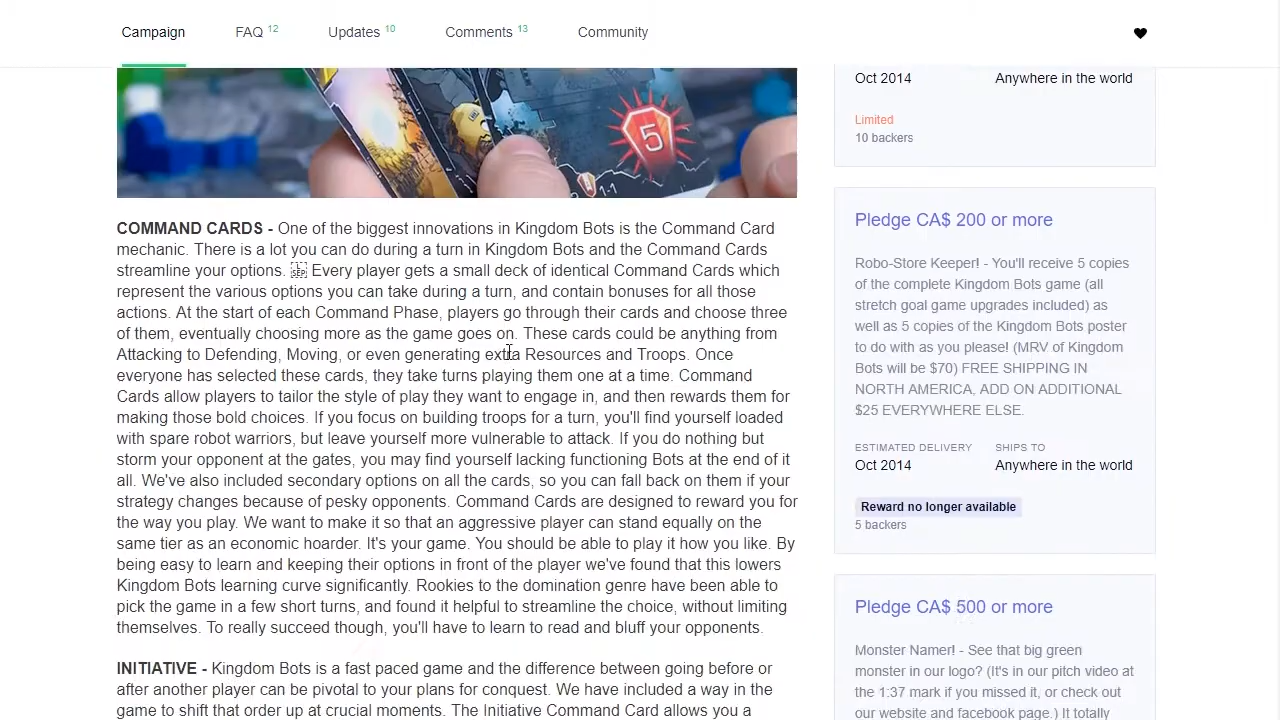 Campaign
FAQ 12
Updates 10
Comments 13
Community
5
1-1
COMMAND CARDS - One of the biggest innovations in Kingdom Bots is the Command Card
mechanic. There is a lot you can do during a turn in Kingdom Bots and the Command Cards
streamline your options. Every player gets a small deck of identical Command Cards which
represent the various options you can take during a turn, and contain bonuses for all those
actions. At the start of each Command Phase, players go through their cards and choose three
of them, eventually choosing more as the game goes on. These cards could be anything from
Attacking to Defending, Moving, or even generating extra Resources and Troops. Once
everyone has selected these cards, they take turns playing them one at a time. Command
Cards allow players to tailor the style of play they want to engage in, and then rewards them for
making those bold choices. If you focus on building troops for a turn, you'll find yourself loaded
with spare robot warriors, but leave yourself more vulnerable to attack. If you do nothing but
storm your opponent at the gates, you may find yourself lacking functioning Bots at the end of it
all. We've also included secondary options on all the cards, so you can fall back on them if your
strategy changes because of pesky opponents. Command Cards are designed to reward you for
the way you play. We want to make it so that an aggressive player can stand equally on the
same tier as an economic hoarder. It's your game. You should be able to play it how you like. By
being easy to learn and keeping their options in front of the player we've found that this lowers
Kingdom Bots learning curve significantly. Rookies to the domination genre have been able to
pick the game in a few short turns, and found it helpful to streamline the choice, without limiting
themselves. To really succeed though, you'll have to learn to read and bluff your opponents.
INITIATIVE - Kingdom Bots is a fast paced game and the difference between going before or
after another player can be pivotal to your plans for conquest. We have included a way in the
game to shift that order up at crucial moments. The Initiative Command Card allows you a
Oct 2014
Anywhere in the world
Limited
10 backers
Pledge CA$ 200 or more
Robo-Store Keeper! - You'll receive 5 copies
of the complete Kingdom Bots game (all
stretch goal game upgrades included) as
well as 5 copies of the Kingdom Bots poster
to do with as you please! (MRV of Kingdom
Bots will be $70) FREE SHIPPING IN
NORTH AMERICA, ADD ON ADDITIONAL
$25 EVERYWHERE ELSE.
ESTIMATED DELIVERY
SHIPS TO
Oct 2014
Anywhere in the world
Reward no longer available
5 backers
Pledge CA$ 500 or more
Monster Namer! - See that big green
monster in our logo? (It's in our pitch video at
the 1:37 mark if you missed it, or check out
our website and facebook page.) It totally